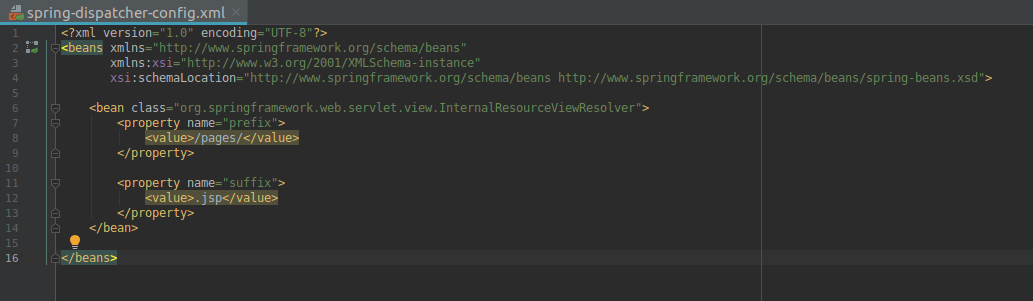 spring-dispatcher-config.xml
1 <?xml version="1.0" encoding="UTF-8"?>
2 <beans xmlns="http://www.springframework.org/schema/beans"
3 xmlns:xsi="http://www.w3.org/2001/XMLSchema-instance"
4 xsi:schemaLocation="http://www.springframework.org/schema/beans http://www.springframework.org/schema/beans/spring-beans.xsd">
5
6 <bean class="org.springframework.web.servlet.view.InternalResourceViewResolver">
7 <property name="prefix">
8 <value>/pages/</value>
9 </property>
10
11 <property name="suffix">
12 <value>.jsp</value>
13 </property>
14 </bean>
15
16 </beans>